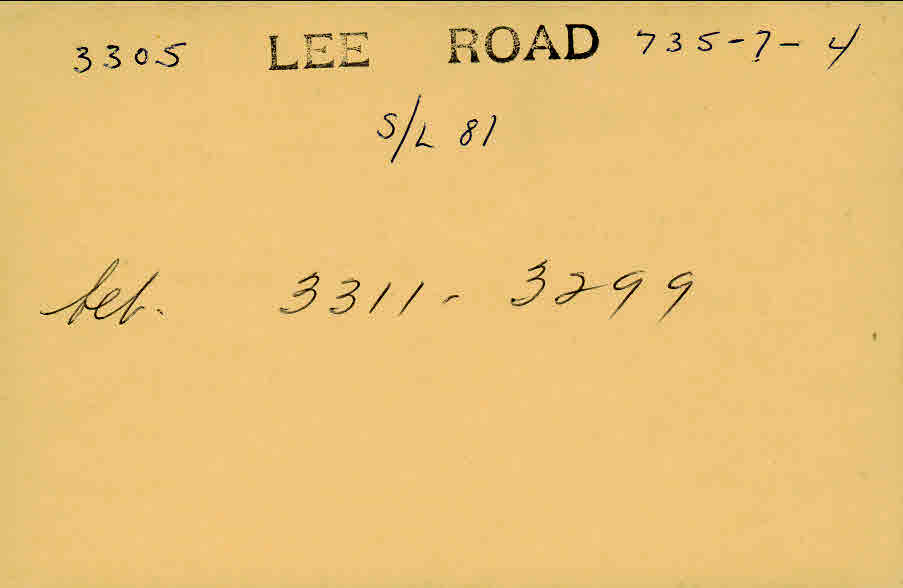 3305 LEE ROAD 735-7-4
S/L 81
bet. 3311 - 3299